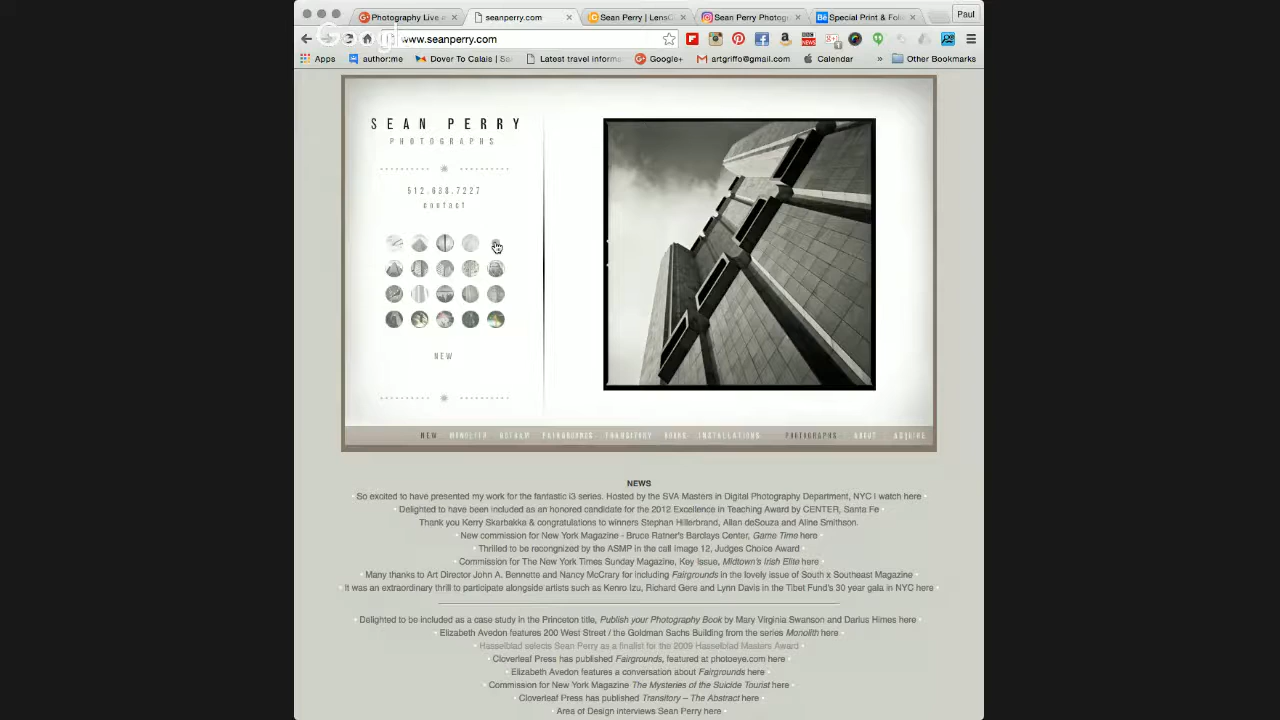 Photography Live a
seanperry.com
Sean Perry | LensC
Sean Perry Photogr
Special Print & Foli
Paul
www.seanperry.com
Apps
author:me
Dover To Calais | Sea
Latest travel informa
Google+
artgriffo@gmail.com
Calendar
»
Other Bookmarks
SEAN PERRY
PHOTOGRAPHS
contact
NEW
NEW MONOLITH GOTHAM FAIRGROUNDS TRANSITORY BOOKS INSTALLATIONS PHOTOGRAPHS ABOUT ACQUIRE
NEWS
· So excited to have presented my work for the fantastic i3 series. Hosted by the SVA Masters in Digital Photography Department, NYC I watch here ·
· Delighted to have been included as an honored candidate for the 2012 Excellence in Teaching Award by CENTER, Santa Fe ·
Thank you Kerry Skarbakka & congratulations to winners Stephan Hillerbrand, Allan deSouza and Aline Smithson.
· New commission for New York Magazine - Bruce Ratner's Barclays Center, Game Time here ·
· Thrilled to be recongnized by the ASMP in the call Image 12, Judges Choice Award ·
· Commission for The New York Times Sunday Magazine, Key Issue, Midtown's Irish Elite here ·
· Many thanks to Art Director John A. Bennette and Nancy McCrary for including Fairgrounds in the lovely issue of South x Southeast Magazine ·
· It was an extraordinary thrill to participate alongside artists such as Kenro Izu, Richard Gere and Lynn Davis in the Tibet Fund's 30 year gala in NYC here ·
· Delighted to be included as a case study in the Princeton title, Publish your Photography Book by Mary Virginia Swanson and Darius Himes here ·
· Elizabeth Avedon features 200 West Street / the Goldman Sachs Building from the series Monolith here ·
· Hasselblad selects Sean Perry as a finalist for the 2009 Hasselblad Masters Award ·
· Cloverleaf Press has published Fairgrounds, featured at photoeye.com here ·
· Elizabeth Avedon features a conversation about Fairgrounds here ·
· Commission for New York Magazine The Mysteries of the Suicide Tourist here ·
· Cloverleaf Press has published Transitory – The Abstract here ·
· Area of Design interviews Sean Perry here ·